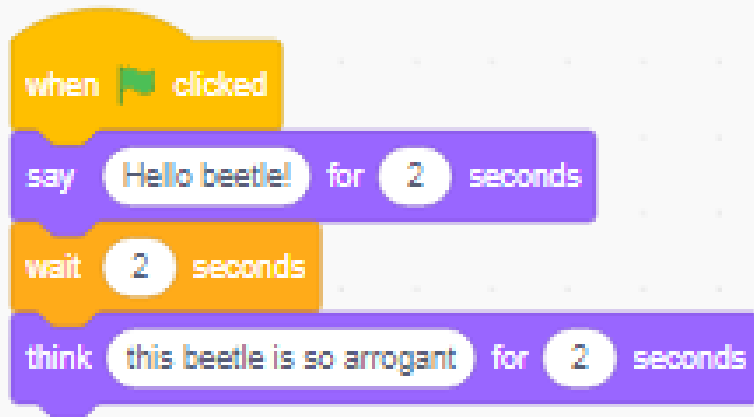 when clicked
say Hello beetle! for 2 seconds
wait 2 seconds
think this beetle is so arrogant for 2 seconds